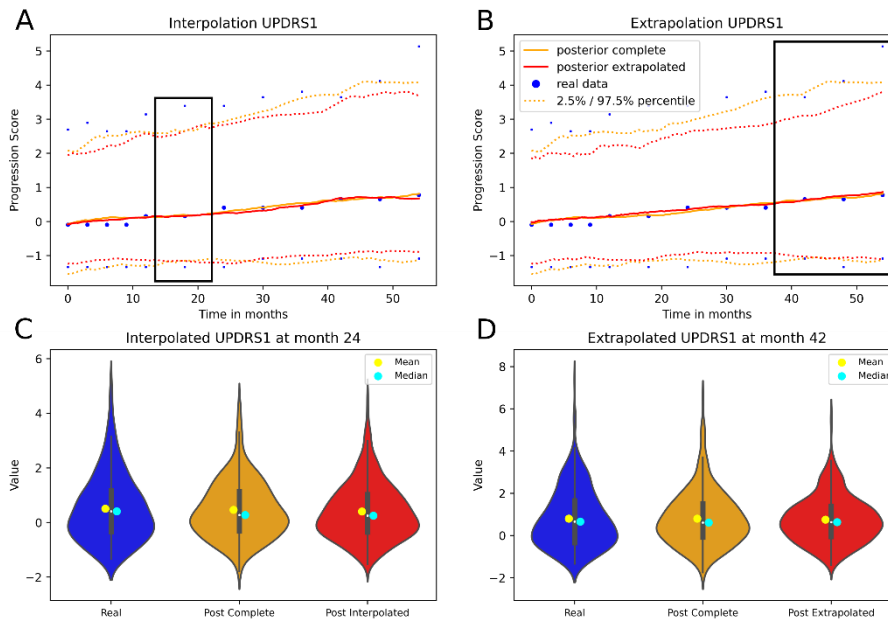 A
Interpolation UPDRS1
Progression Score
5
4
3
2
1
0
−1
0
10
20
30
40
50
Time in months
B
Extrapolation UPDRS1
posterior complete
posterior extrapolated
real data
2.5% / 97.5% percentile
Progression Score
5
4
3
2
1
0
−1
0
10
20
30
40
50
Time in months
C
Interpolated UPDRS1 at month 24
Mean
Median
Value
6
4
2
0
−2
Real
Post Complete
Post Interpolated
D
Extrapolated UPDRS1 at month 42
Mean
Median
Value
8
6
4
2
0
−2
Real
Post Complete
Post Extrapolated